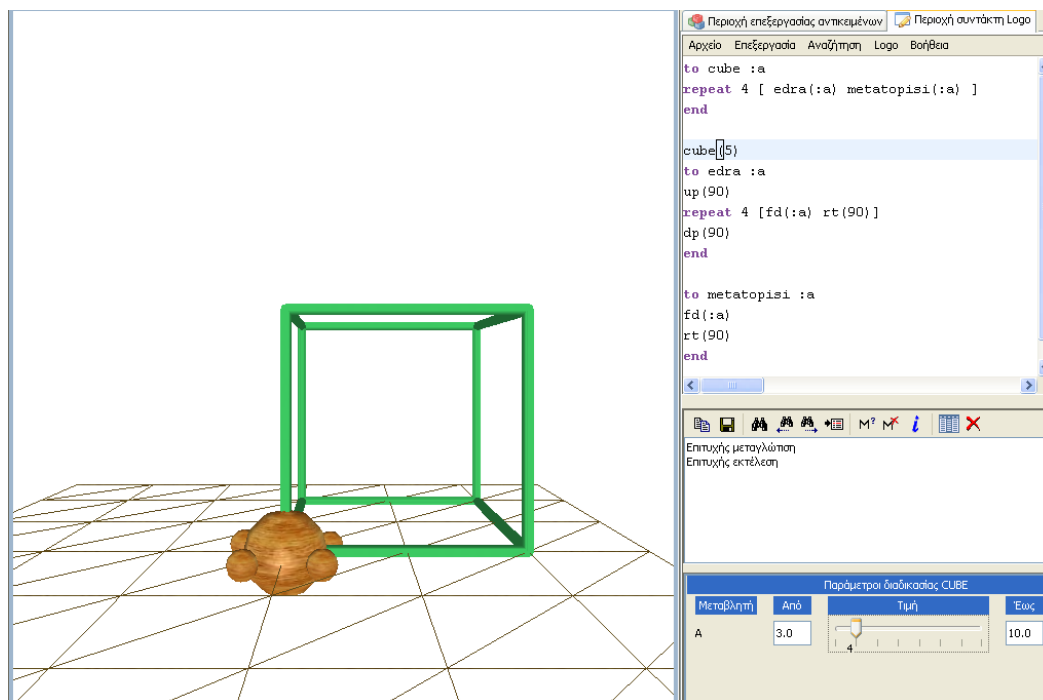 Περιοχή επεξεργασίας αντικειμένων Περιοχή συντάκτη Logo
Αρχείο Επεξεργασία Αναζήτηση Logo Βοήθεια
to cube :a
repeat 4 [ edra(:a) metatopisi(:a) ]
end
cube(5)
to edra :a
up(90)
repeat 4 [fd(:a) rt(90)]
dp(90)
end
to metatopisi :a
fd(:a)
rt(90)
end
M? M
Επιτυχής μεταγλώτιση
Επιτυχής εκτέλεση
Παράμετροι διαδικασίας CUBE
Μεταβλητή Από Τιμή Έως
A 3.0 4 10.0